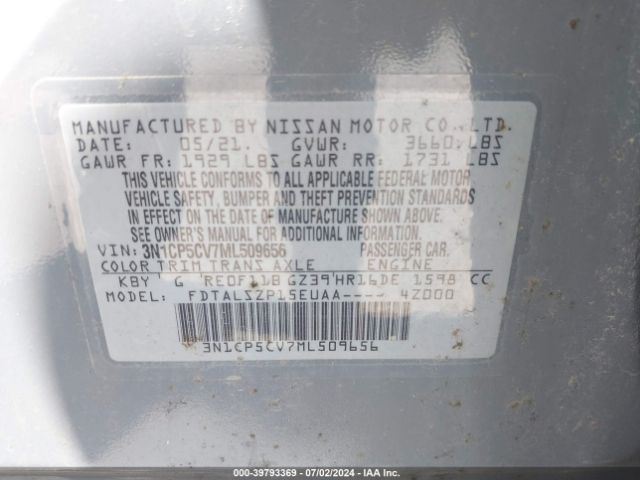 MANUFACTURED BY NISSAN MOTOR CO.,LTD.
DATE: 05/21. GVWR: 3660.LBS
GAWR FR: 1929 LBS GAWR RR: 1731 LBS
THIS VEHICLE CONFORMS TO ALL APPLICABLE FEDERAL MOTOR
VEHICLE SAFETY, BUMPER AND THEFT PREVENTION STANDARDS
IN EFFECT ON THE DATE OF MANUFACTURE SHOWN ABOVE.
SEE OWNER'S MANUAL FOR ADDITIONAL INFORMATION
VIN: 3N1CP5CV7ML509656 PASSENGER CAR.
COLOR TRIM TRANS AXLE ENGINE
KBY G RE0F11B GZ39 HR16DE 1598 CC
MODEL: FDTALSZP15EUAA---- 4Z000
3N1CP5CV7ML509656
000-39793369 - 07/02/2024 - IAA Inc.